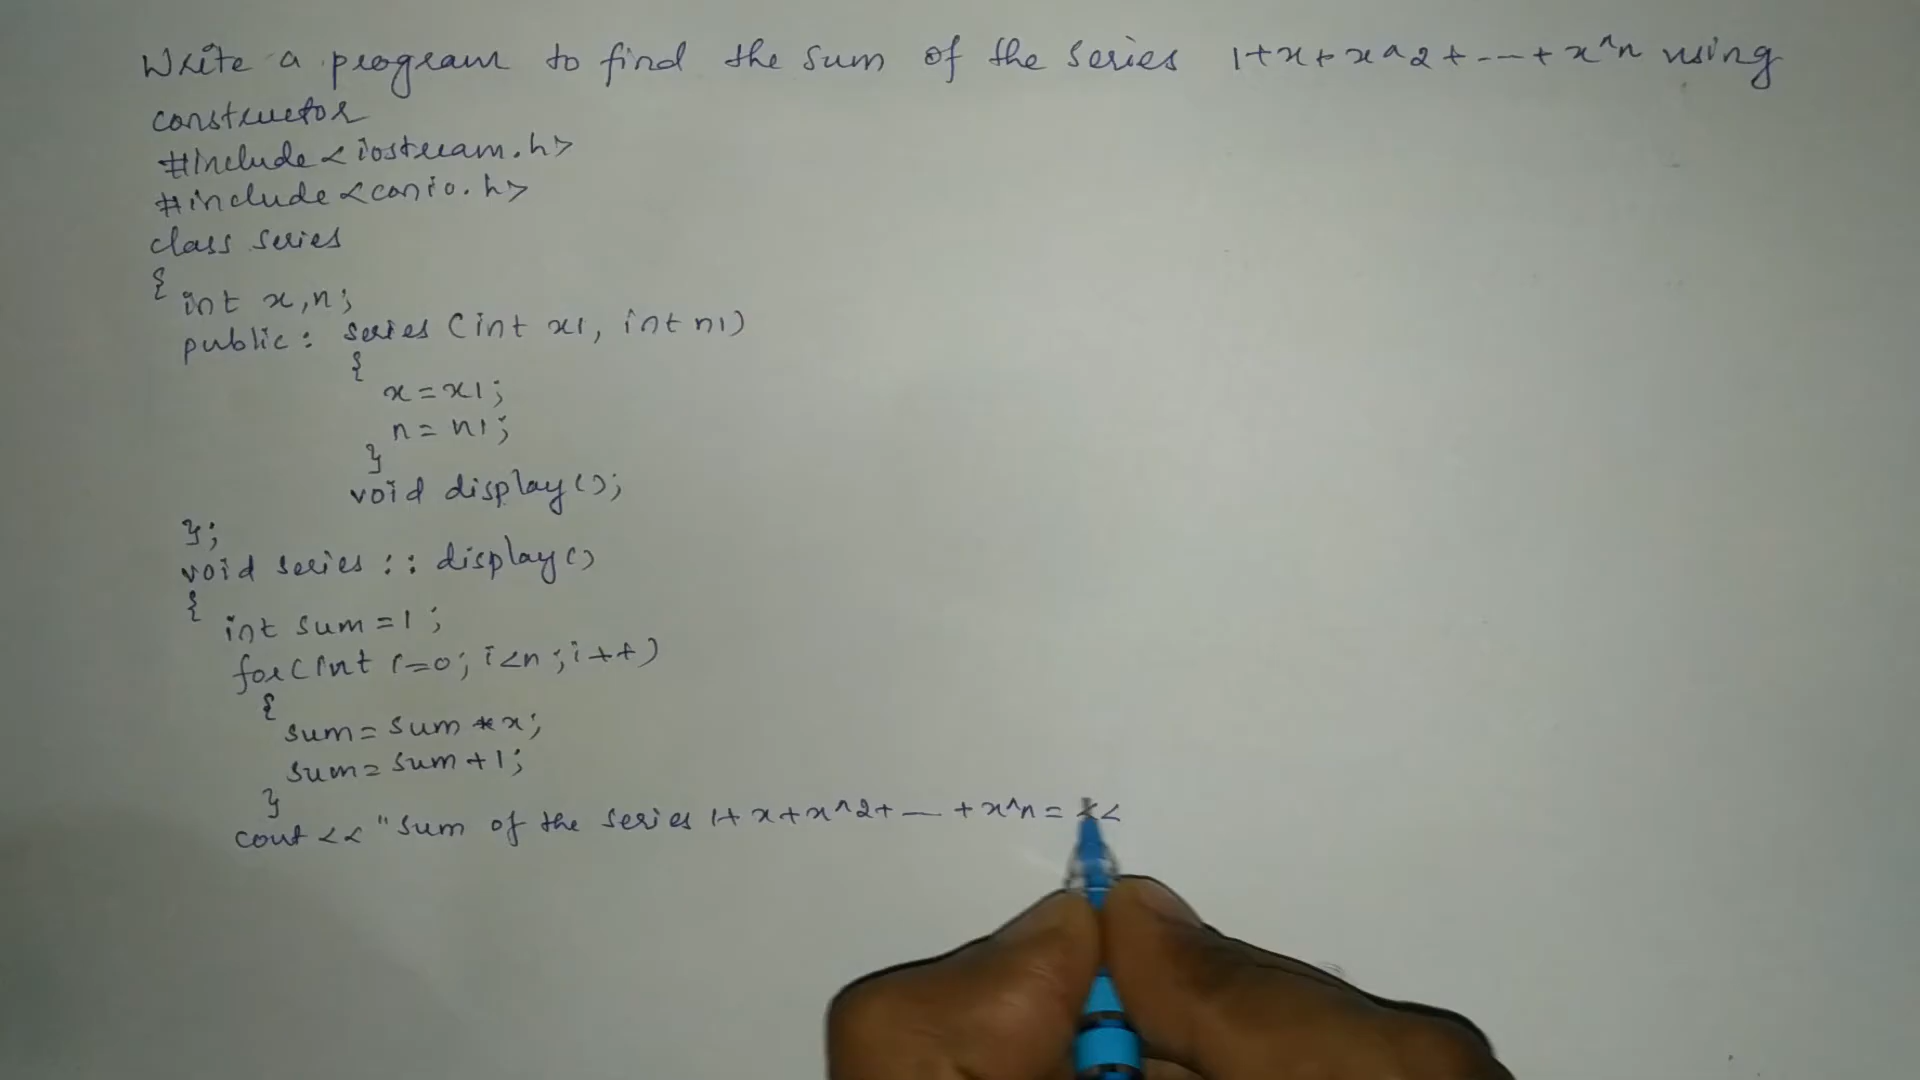 Write a program to find the sum of the series 1+x+x^2+---+x^n using
constructor
#include<iostream.h>
#include<conio.h>
class series
{
int x,n;
public: series (int x1, int n1)
{
x=x1;
n=n1;
}
void display();
};
void series :: display()
{
int sum=1;
for(int i=0; i<n; i++)
{
sum=sum*x;
sum=sum+1;
}
cout<<"sum of the series 1+x+x^2+---+x^n=<<